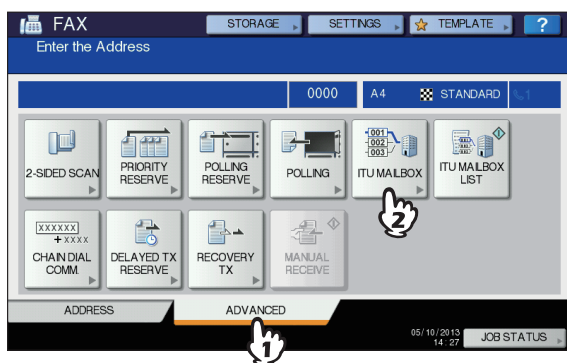 FAX STORAGE SETTINGS TEMPLATE ?
Enter the Address
0000 A4 STANDARD 1
001
002
003
2-SIDED SCAN
PRIORITY
RESERVE
POLLING
RESERVE
POLLING
ITU MAILBOX
ITU MAILBOX
LIST
2
XXXXXX
+ XXXX
CHAIN DIAL
COMM.
DELAYED TX
RESERVE
RECOVERY
TX
MANUAL
RECEIVE
ADDRESS ADVANCED
1
05/10/2013
14:27
JOB STATUS